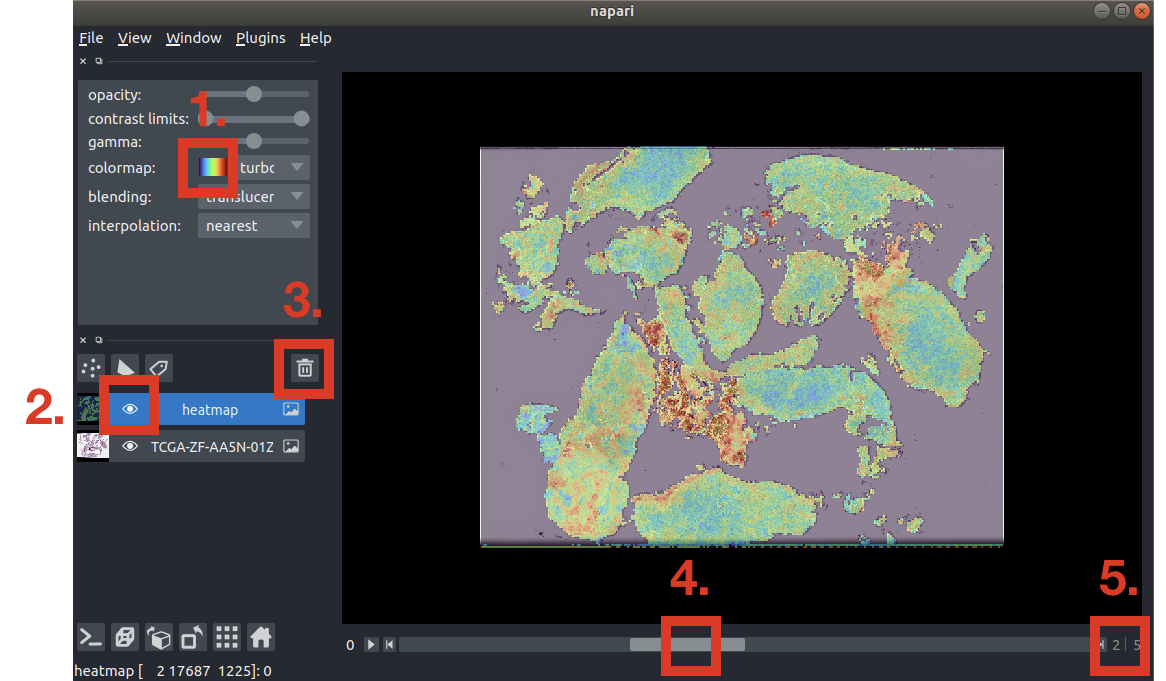 napari
File View Window Plugins Help
opacity:
1.
contrast limits:
gamma:
colormap: turbo
blending: translucer
interpolation: nearest
3.
2.
heatmap
TCGA-ZF-AA5N-01Z
4.
5.
0
2 | 5
heatmap [ 2 17687 1225]: 0